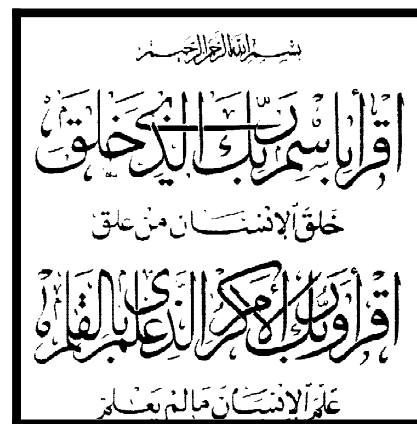 بسم الله الرحمن الرحيم
اقرأ باسم ربك الذي خلق
خلق الإنسان من علق
اقرأ وربك الأكرم الذي علم بالقلم
علم الإنسان ما لم يعلم